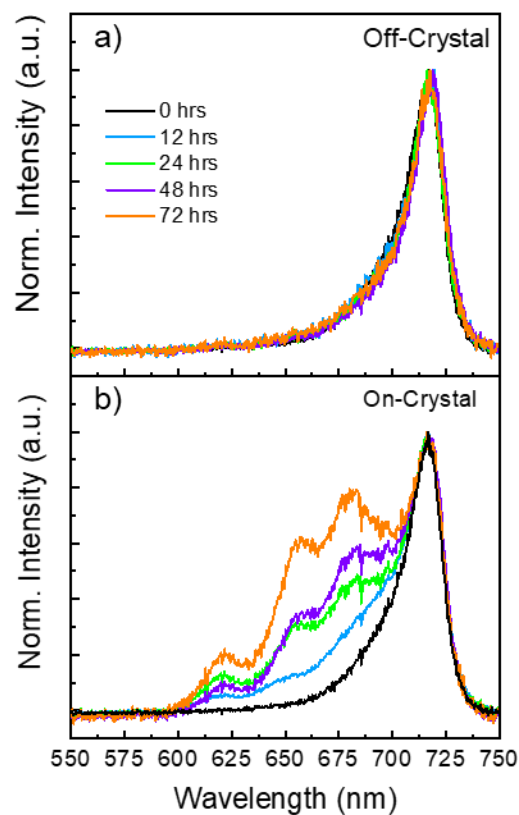 a)
Off-Crystal
0 hrs
12 hrs
24 hrs
48 hrs
72 hrs
Norm. Intensity (a.u.)
b)
On-Crystal
Norm. Intensity (a.u.)
550 575 600 625 650 675 700 725 750
Wavelength (nm)